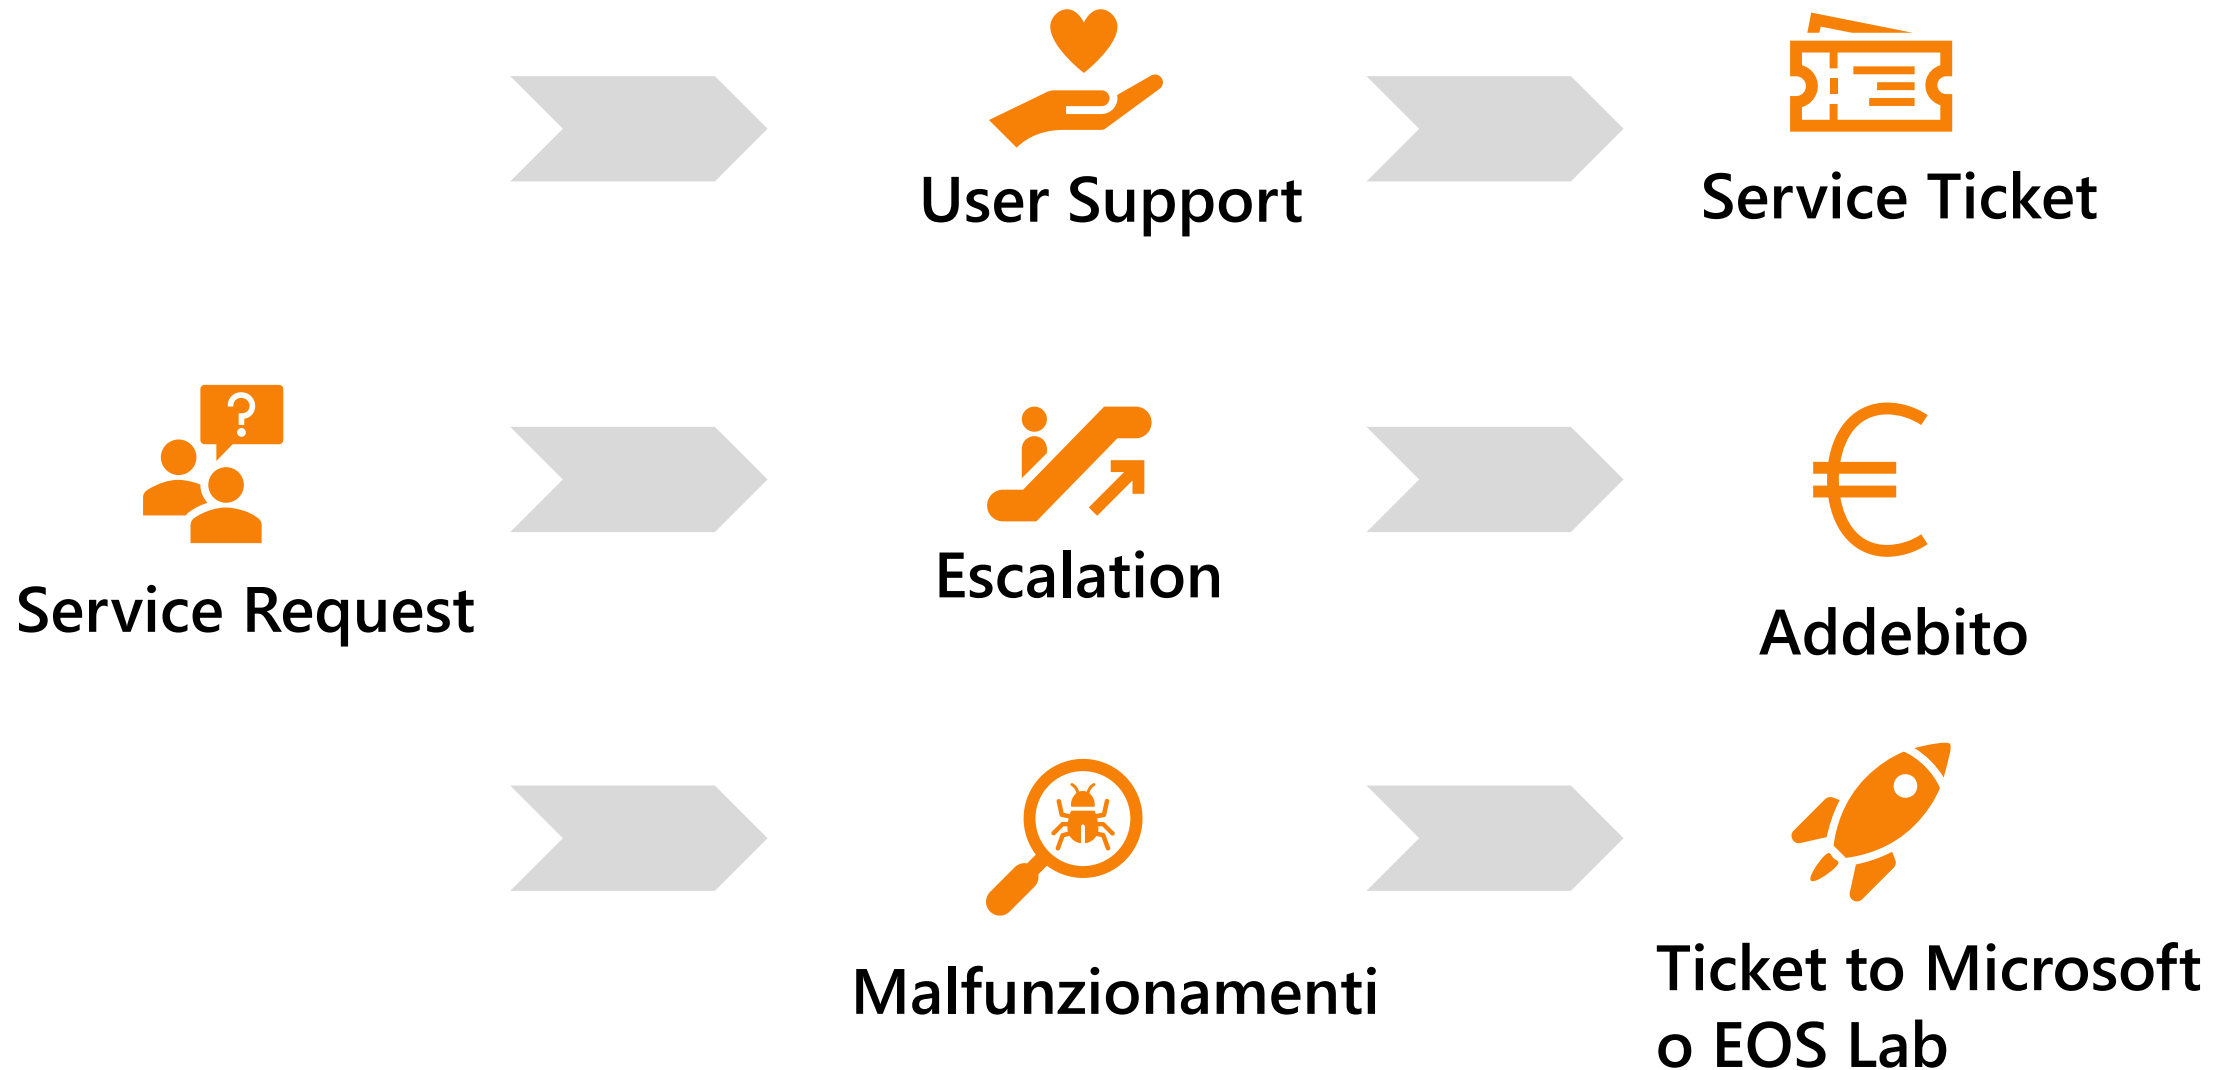 User Support
Service Ticket
?
Service Request
Escalation
€
Addebito
Malfunzionamenti
Ticket to Microsoft
o EOS Lab